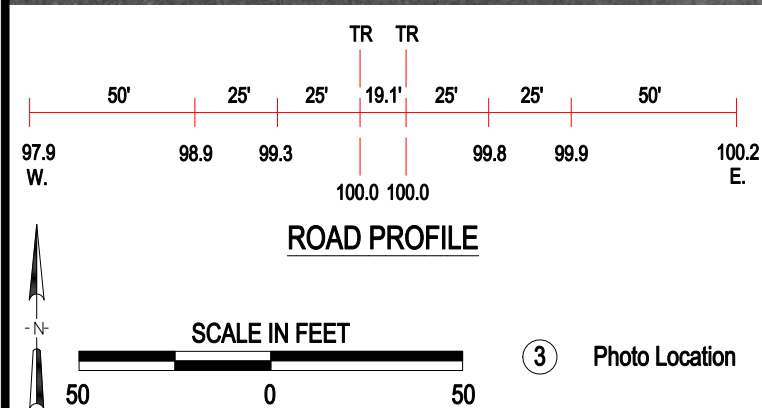 TR TR
50' 25' 25' 19.1' 25' 25' 50'
97.9 98.9 99.3 99.8 99.9 100.2
W. E.
100.0 100.0
ROAD PROFILE
-N-
SCALE IN FEET
3 Photo Location
50 0 50